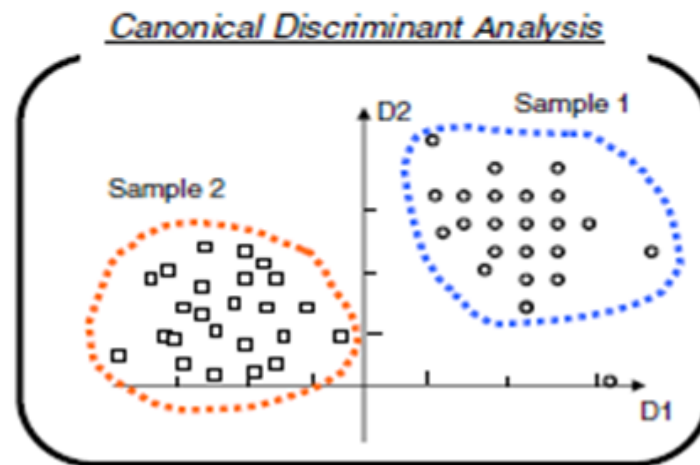 Canonical Discriminant Analysis
Sample 1
D2
Sample 2
D1